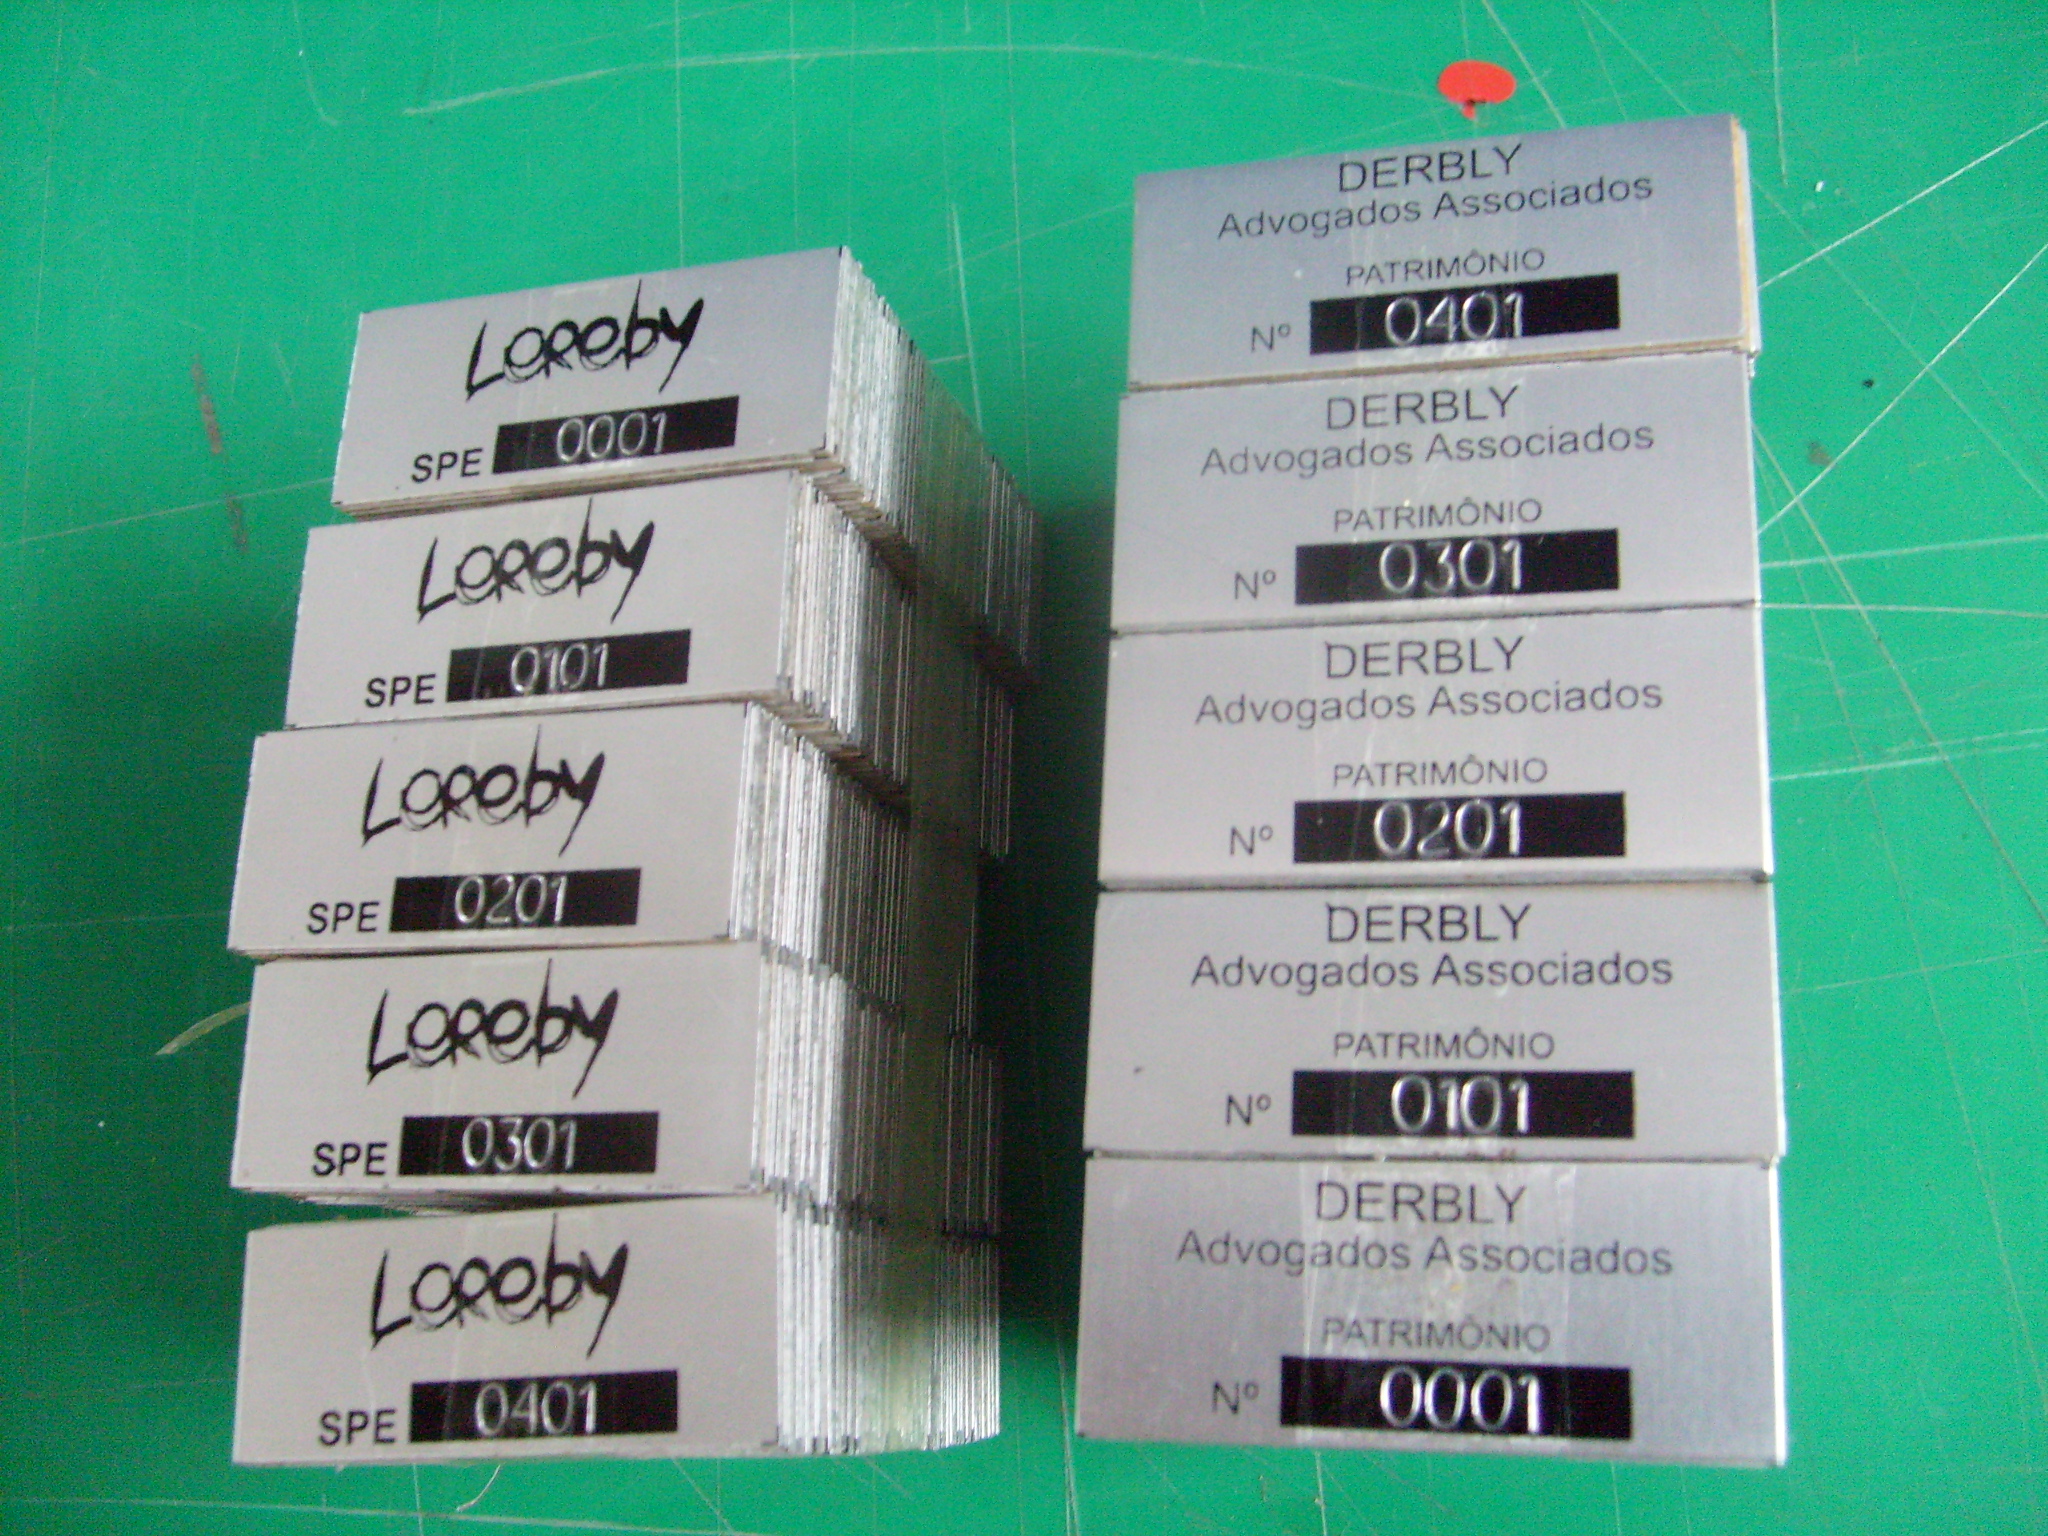 Loreby
SPE 0001
Loreby
SPE 0101
Loreby
SPE 0201
Loreby
SPE 0301
Loreby
SPE 0401
DERBLY
Advogados Associados
PATRIMÔNIO
Nº 0401
DERBLY
Advogados Associados
PATRIMÔNIO
Nº 0301
DERBLY
Advogados Associados
PATRIMÔNIO
Nº 0201
DERBLY
Advogados Associados
PATRIMÔNIO
Nº 0101
DERBLY
Advogados Associados
PATRIMÔNIO
Nº 0001